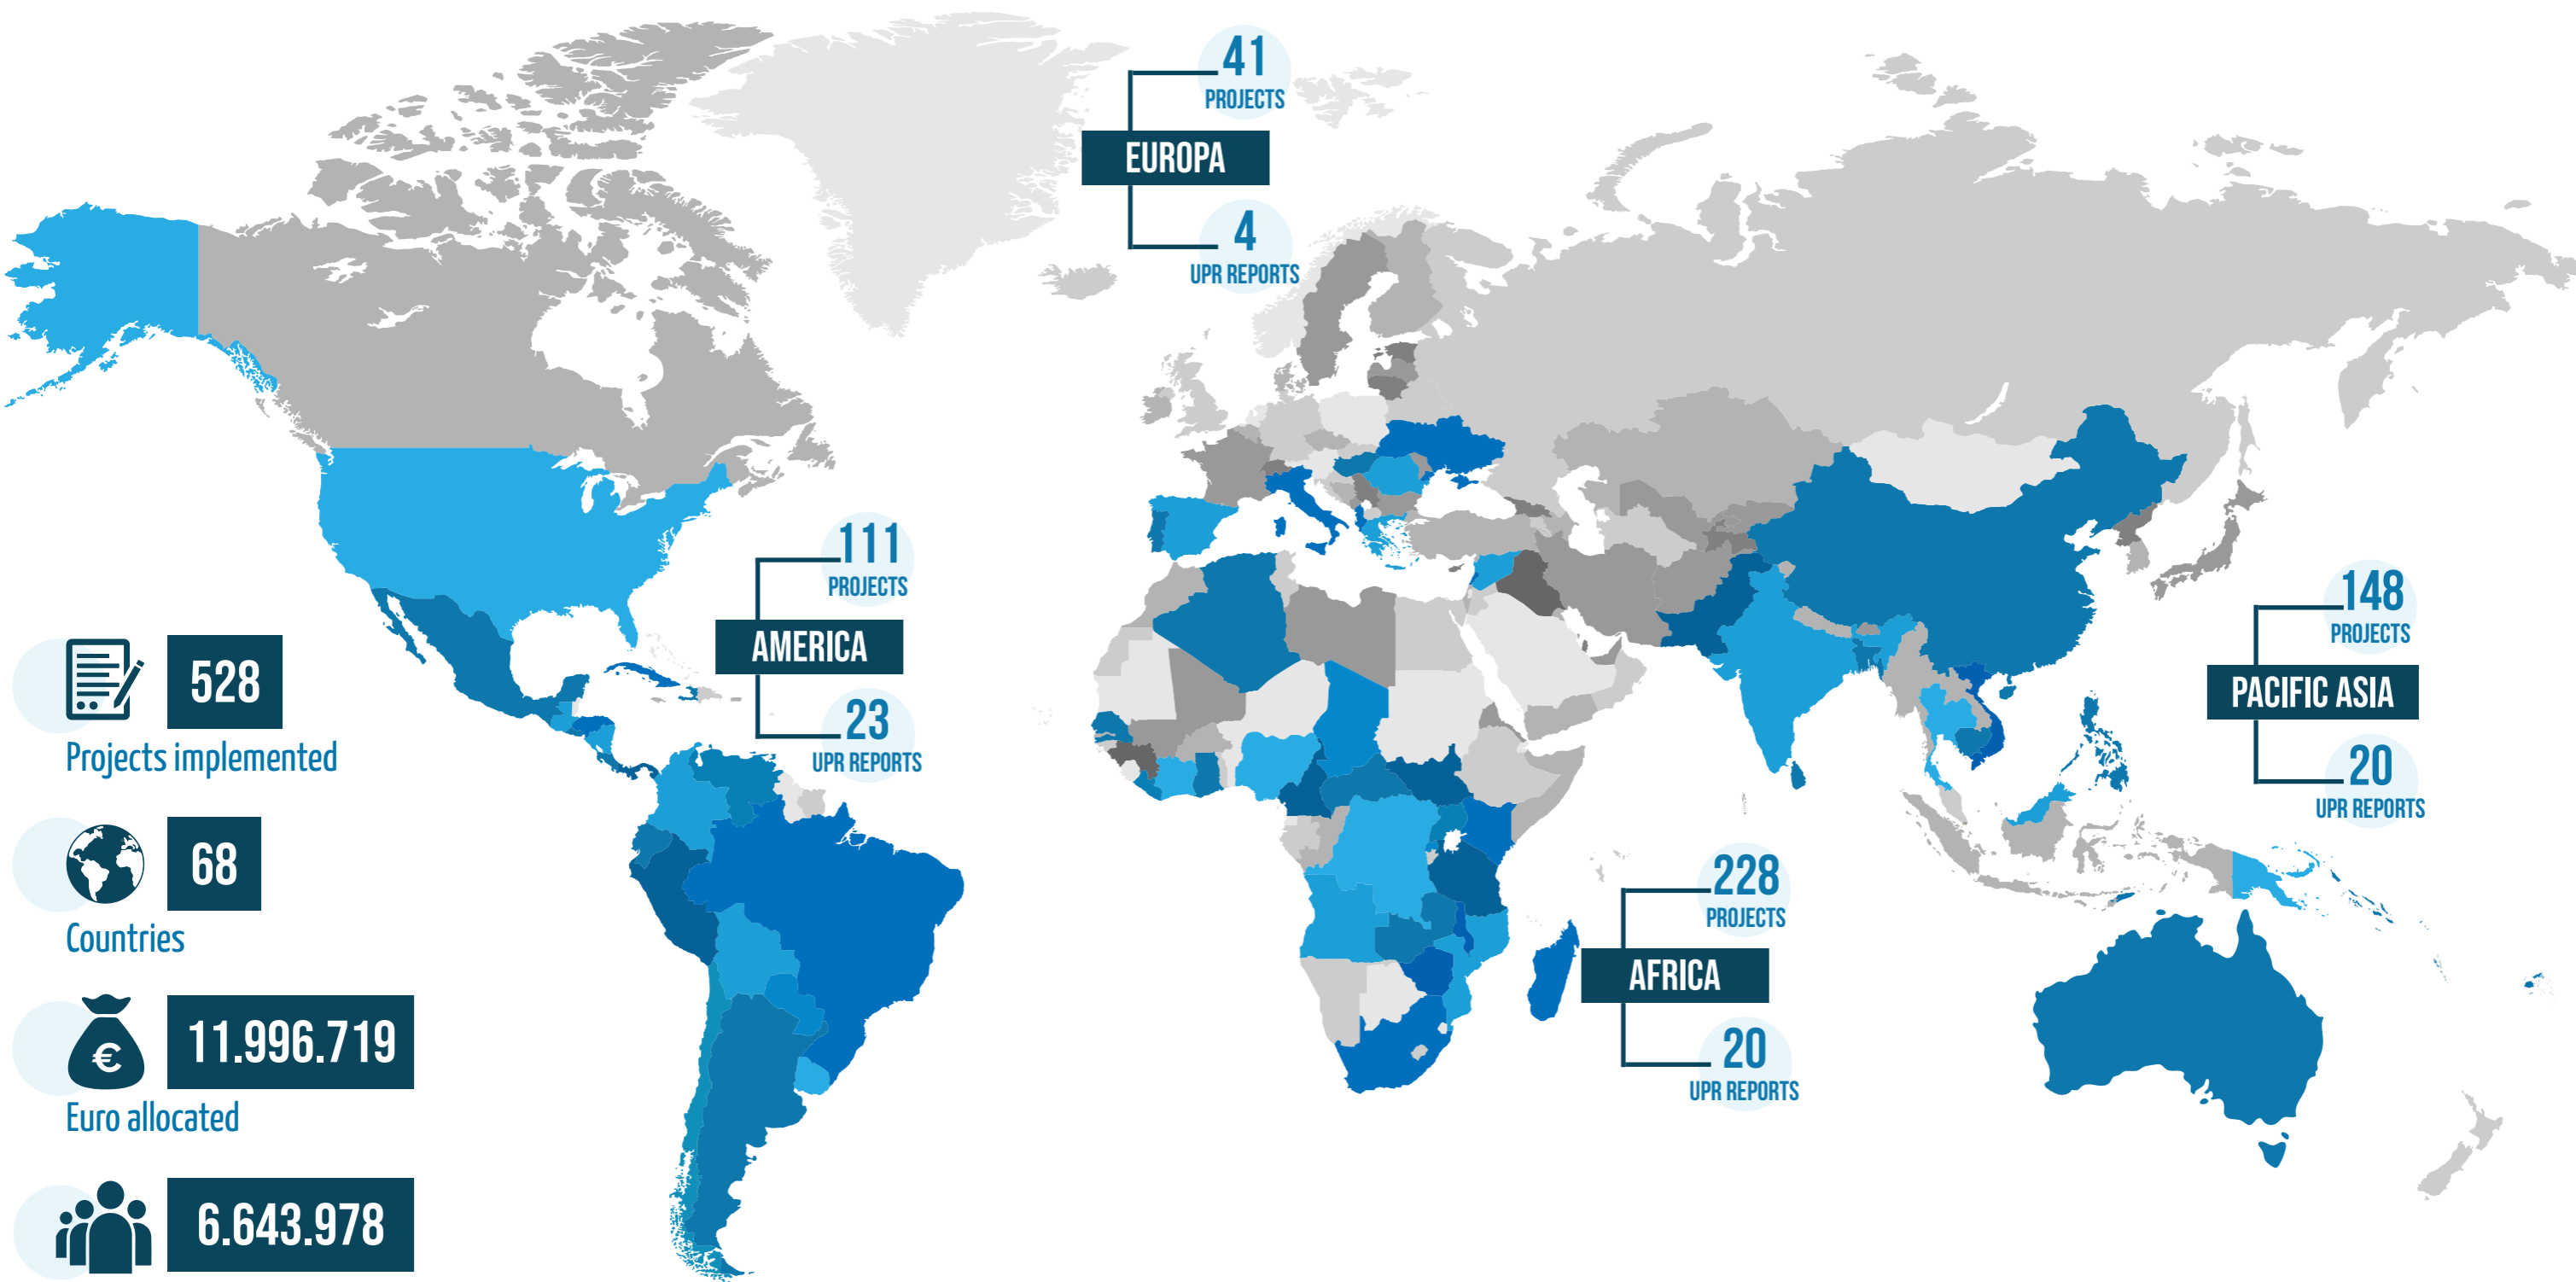 41
PROJECTS
EUROPA
4
UPR REPORTS
111
PROJECTS
AMERICA
23
UPR REPORTS
148
PROJECTS
PACIFIC ASIA
20
UPR REPORTS
228
PROJECTS
AFRICA
20
UPR REPORTS
528
Projects implemented
68
Countries
€
11.996.719
Euro allocated
6.643.978